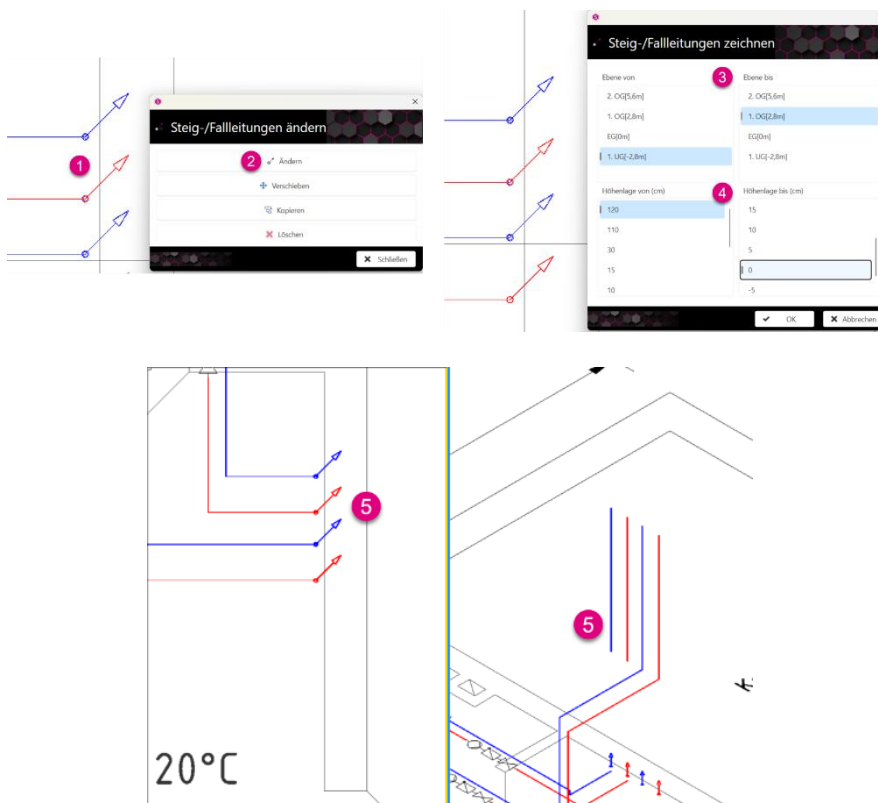 Steig-/Fallleitungen ändern
1
2
Ändern
Verschieben
Kopieren
Löschen
Schließen
Steig-/Fallleitungen zeichnen
Ebene von
3
Ebene bis
2. OG[5,6m]
2. OG[5,6m]
1. OG[2,8m]
1. OG[2,8m]
EG[0m]
EG[0m]
1. UG[-2,8m]
1. UG[-2,8m]
Höhenlage von (cm)
4
Höhenlage bis (cm)
120
15
110
10
30
5
15
0
10
-5
OK
Abbrechen
5
20°C
5